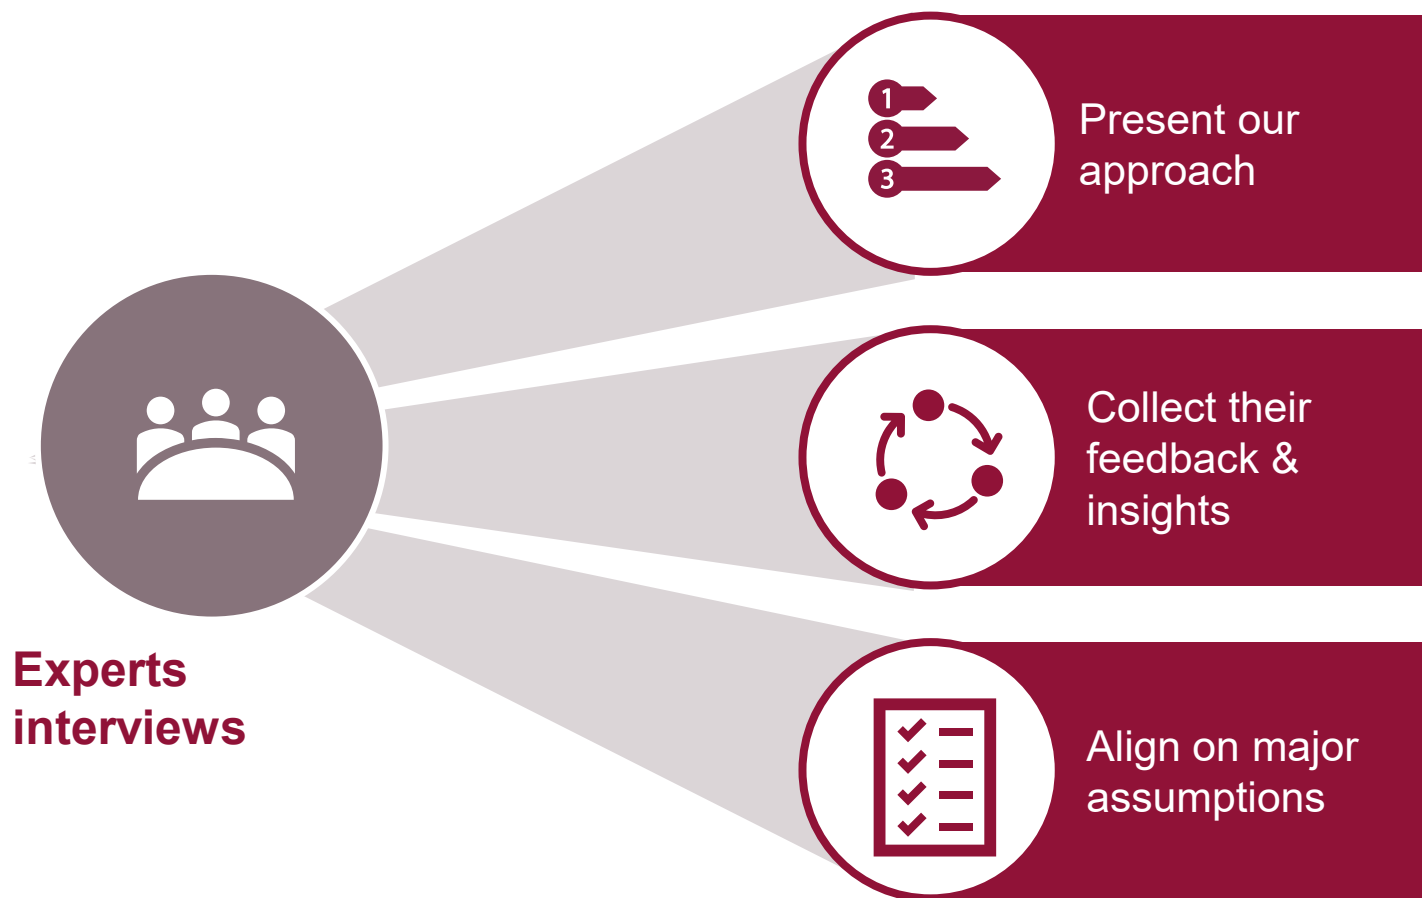 1
2
3
Present our
approach
Collect their
feedback &
insights
Experts
interviews
Align on major
assumptions